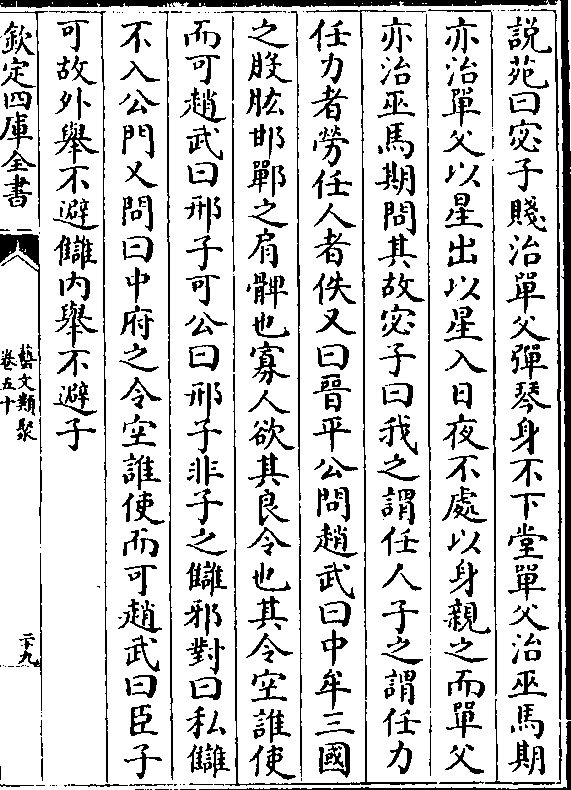 説苑曰宓子賤治單父彈琴身不下堂單父治巫馬期
亦治單父以星出以星入日夜不處以身親之而單父
亦治巫馬期問其故宓子曰我之謂任人子之謂任力
任力者勞任人者佚又曰晉平公問趙武曰中牟三國
之股肱邯鄲之肩髀也寡人欲其良令也其令空誰使
而可趙武曰邢子可公曰邢子非子之讎邪對曰私讎
不入公門又問曰中府之令空誰使而可趙武曰臣子
可故外舉不避讎内舉不避子
欽定四庫全書
藝文類聚
卷五十
二十九